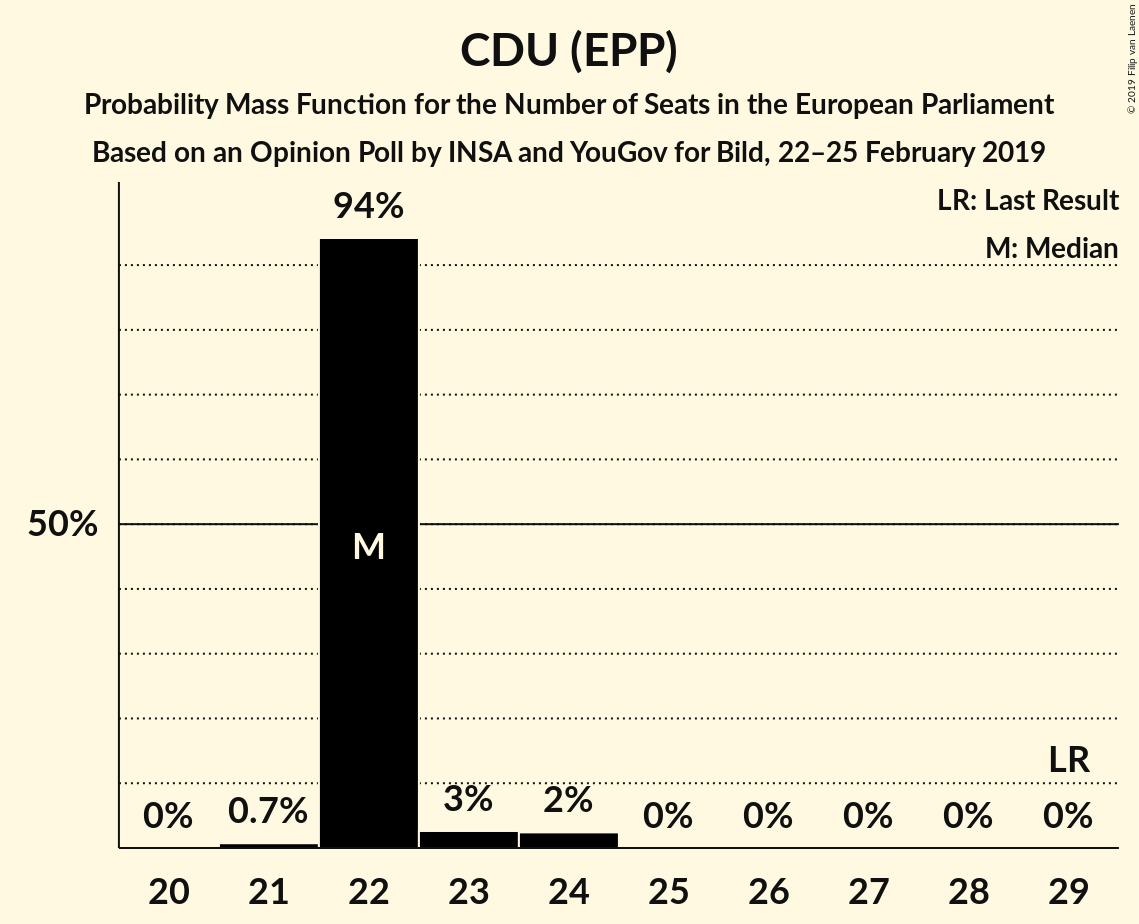 CDU (EPP)
Probability Mass Function for the Number of Seats in the European Parliament
Based on an Opinion Poll by INSA and YouGov for Bild, 22–25 February 2019
© 2019 Filip van Laenen
LR: Last Result
M: Median
94%
50%
M
LR
0% 0.7% 3% 2% 0% 0% 0% 0% 0%
20 21 22 23 24 25 26 27 28 29